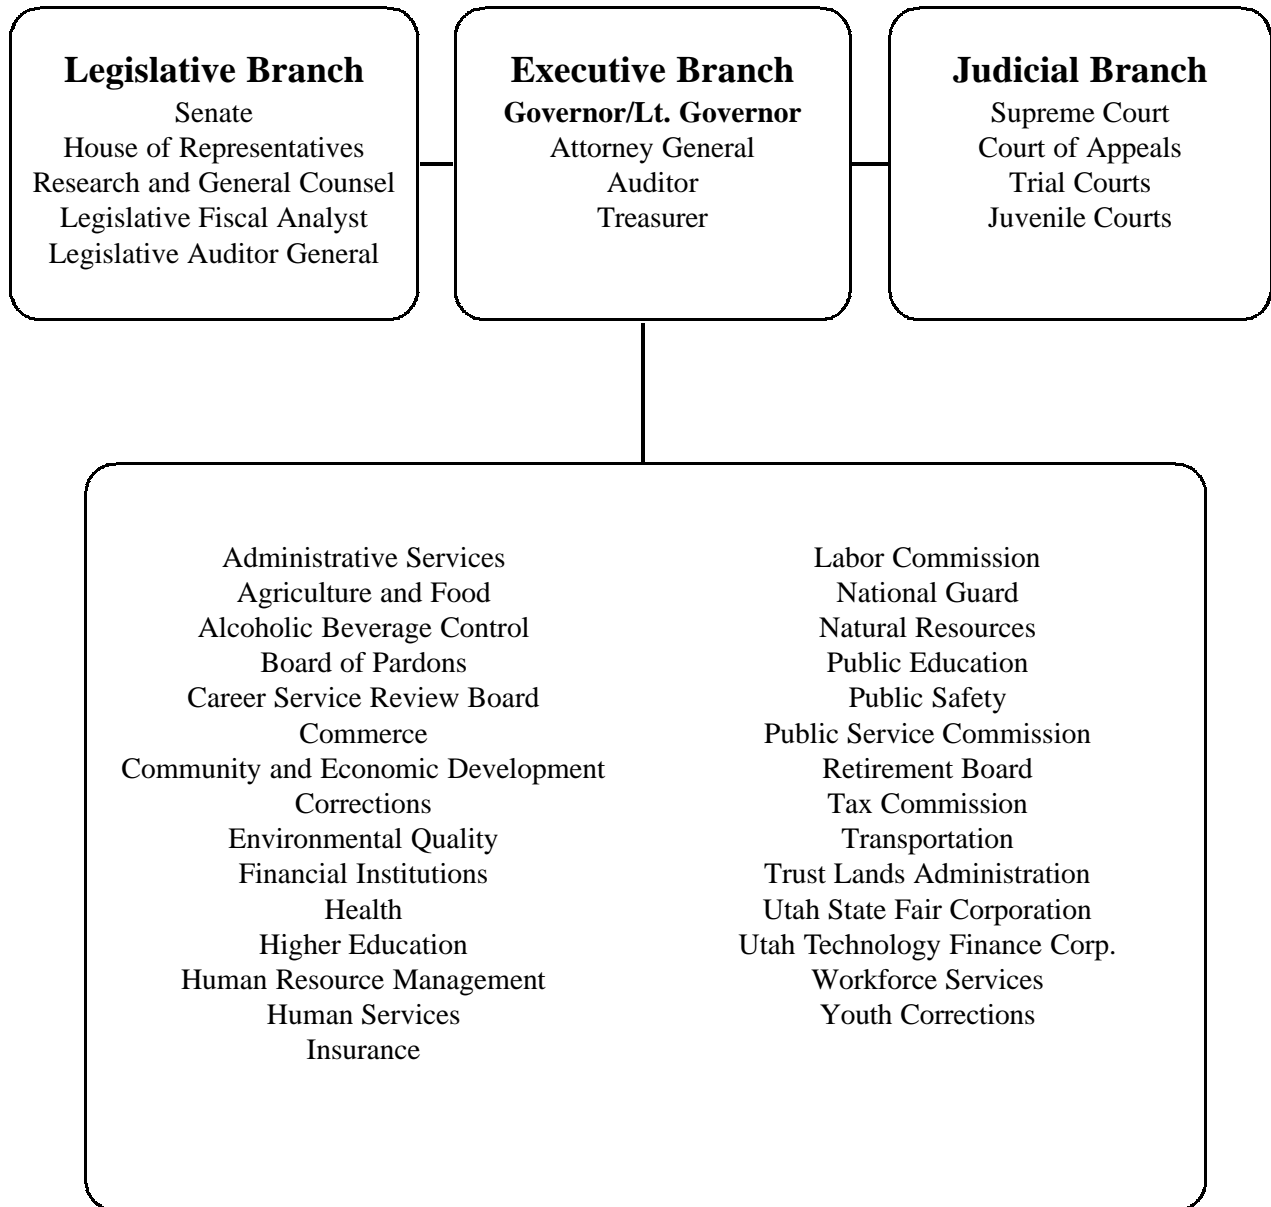 Legislative Branch
Senate
House of Representatives
Research and General Counsel
Legislative Fiscal Analyst
Legislative Auditor General
Executive Branch
Governor/Lt. Governor
Attorney General
Auditor
Treasurer
Judicial Branch
Supreme Court
Court of Appeals
Trial Courts
Juvenile Courts
Administrative Services
Agriculture and Food
Alcoholic Beverage Control
Board of Pardons
Career Service Review Board
Commerce
Community and Economic Development
Corrections
Environmental Quality
Financial Institutions
Health
Higher Education
Human Resource Management
Human Services
Insurance
Labor Commission
National Guard
Natural Resources
Public Education
Public Safety
Public Service Commission
Retirement Board
Tax Commission
Transportation
Trust Lands Administration
Utah State Fair Corporation
Utah Technology Finance Corp.
Workforce Services
Youth Corrections